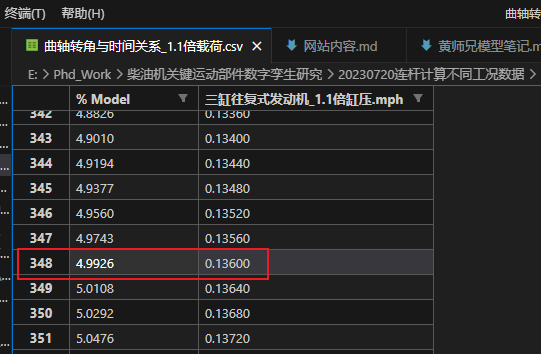 终端(T) 帮助(H) 曲轴转角
曲轴转角与时间关系_1.1倍载荷.csv 网站内容.md 黄师兄模型笔记.m
E: > Phd_Work > 柴油机关键运动部件数字孪生研究 > 20230720连杆计算不同工况数据 >
% Model 三缸往复式发动机_1.1倍缸压.mph
342 4.8826 0.13360
343 4.9010 0.13400
344 4.9194 0.13440
345 4.9377 0.13480
346 4.9560 0.13520
347 4.9743 0.13560
348 4.9926 0.13600
349 5.0108 0.13640
350 5.0292 0.13680
351 5.0476 0.13720